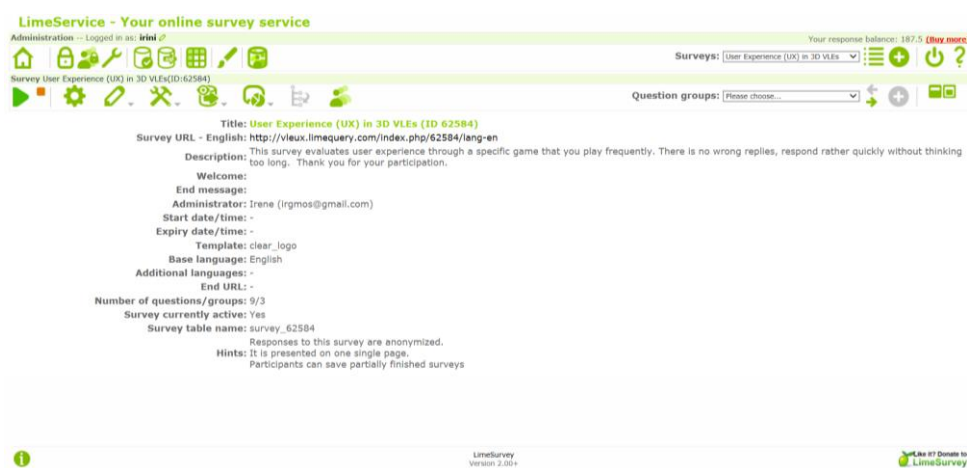 LimeService - Your online survey service
Administration -- Logged in as: irini
Your response balance: 187.5 (Buy more
Surveys: User Experience (UX) in 3D VLEs
Survey User Experience (UX) in 3D VLEs(ID:62584)
Question groups: Please choose...
Title: User Experience (UX) in 3D VLEs (ID 62584)
Survey URL - English: http://vleux.limequery.com/index.php/62584/lang-en
Description: This survey evaluates user experience through a specific game that you play frequently. There is no wrong replies, respond rather quickly without thinking
too long. Thank you for your participation.
Welcome:
End message:
Administrator: Irene (irgmos@gmail.com)
Start date/time: -
Expiry date/time: -
Template: clear_logo
Base language: English
Additional languages: -
End URL: -
Number of questions/groups: 9/3
Survey currently active: Yes
Survey table name: survey_62584
Responses to this survey are anonymized.
Hints: It is presented on one single page.
Participants can save partially finished surveys
LimeSurvey
Version 2.00+
Like it? Donate to
LimeSurvey